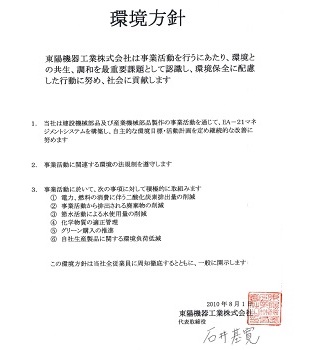 環境方針
東陽機器工業株式会社は事業活動を行うにあたり、環境と
の共生、調和を最重要課題として認識し、環境保全に配慮
した行動に努め、社会に貢献します
1. 当社は建設機械部品及び産業機械部品製作の事業活動を通じて、EA－21マネ
ジメントシステムを構築し、自主的な環境目標・活動計画を定め継続的な改善に
努めます
2. 事業活動に関連する環境の法規制を遵守します
3. 事業活動に於いて、次の事項に対して積極的に取組みます
① 電力、燃料の消費に伴う二酸化炭素排出量の削減
② 事業活動から排出される廃棄物の削減
③ 節水活動による水使用量の削減
④ 化学物質の適正管理
⑤ グリーン購入の推進
⑥ 自社生産製品に関する環境負荷低減
この環境方針は当社全従業員に周知徹底するとともに、一般に開示します
2010年8月1
東陽機器工業株式会社
代表取締役
石井基寛